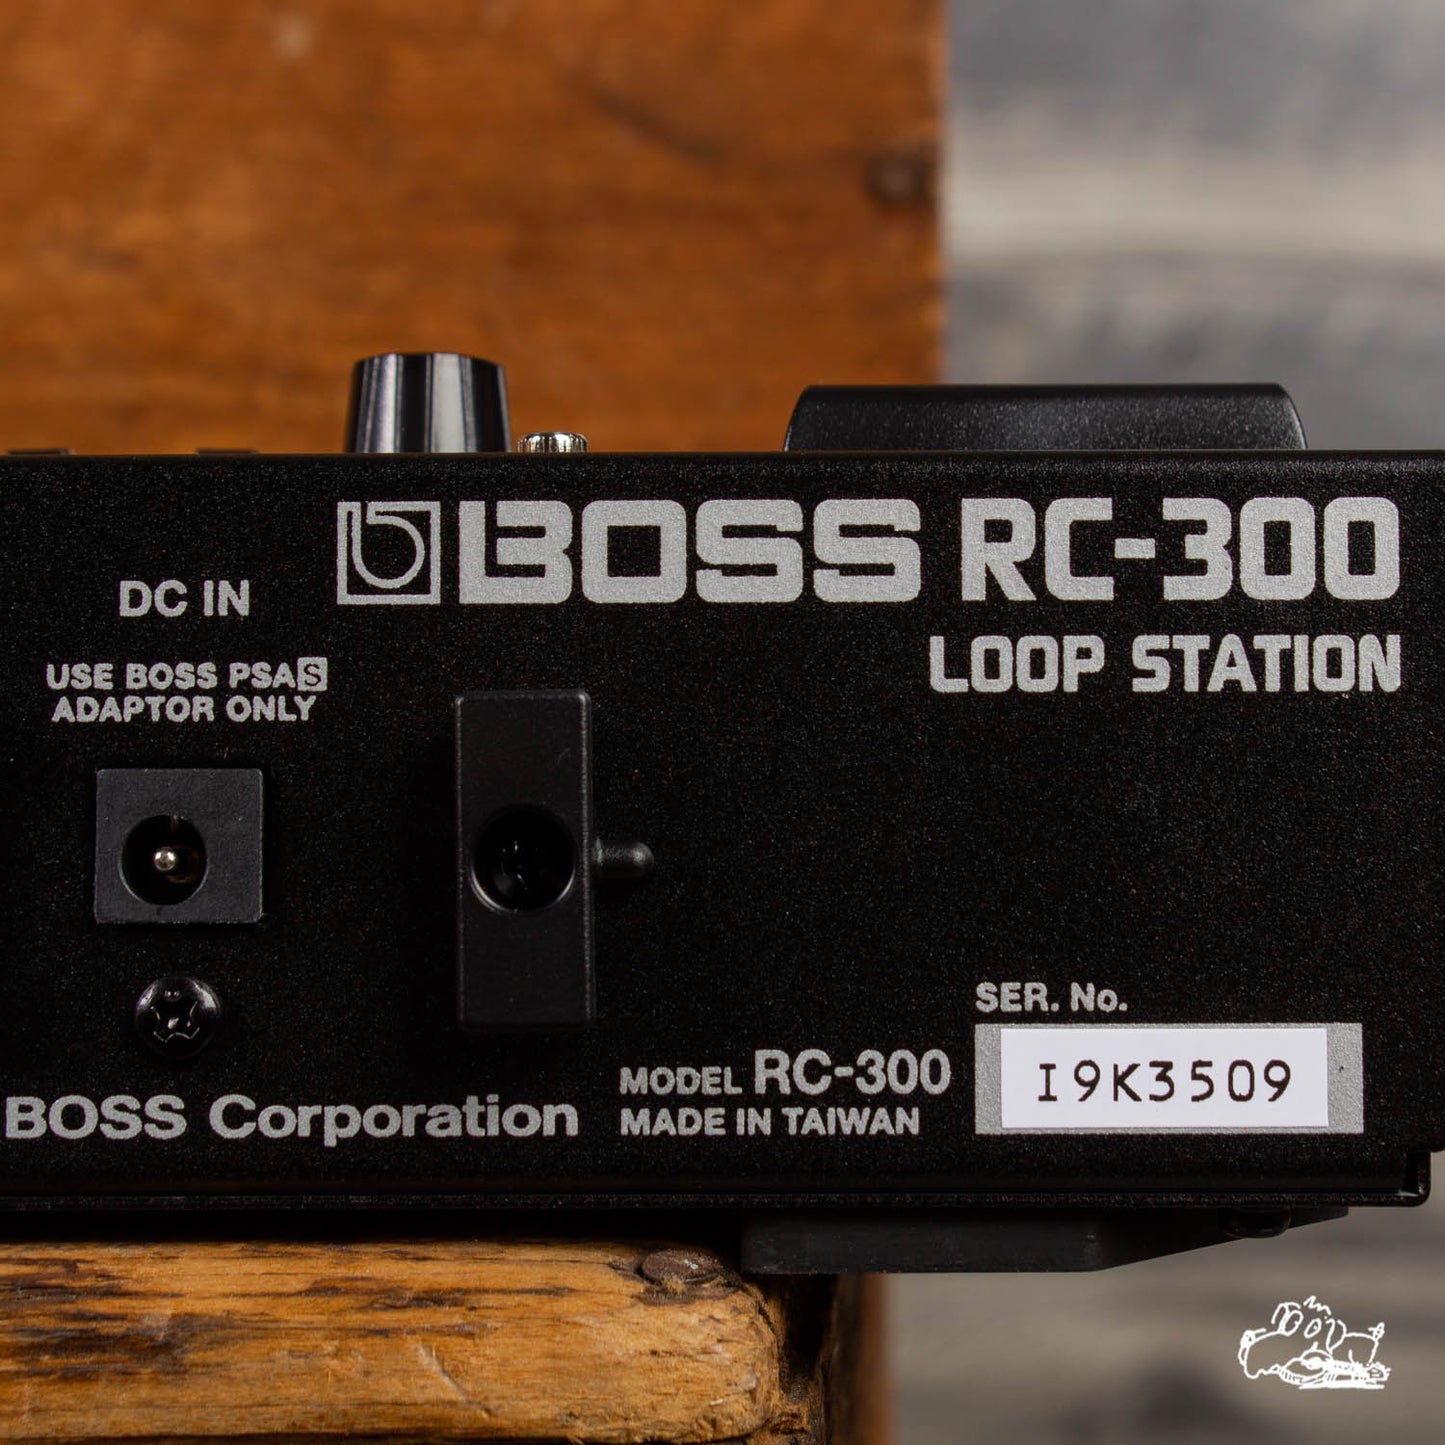 BOSS RC-300
LOOP STATION
DC IN
USE BOSS PSAS
ADAPTOR ONLY
SER. No.
I9K3509
MODEL RC-300
MADE IN TAIWAN
BOSS Corporation